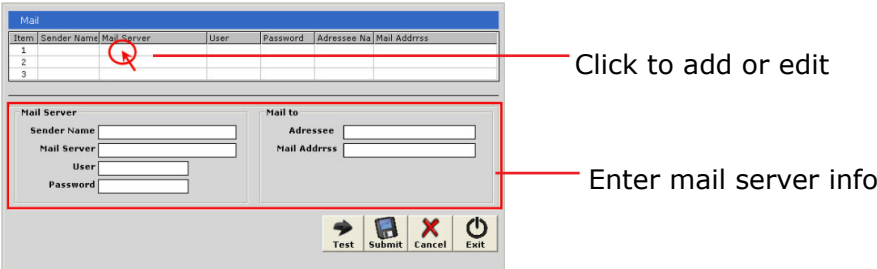 Mail
Item Sender Name Mail Server User Password Adressee Na Mail Addrrss
1
2
3
Click to add or edit
Mail Server
Sender Name
Mail Server
User
Password
Mail to
Adressee
Mail Addrrss
Enter mail server info
Test Submit Cancel Exit